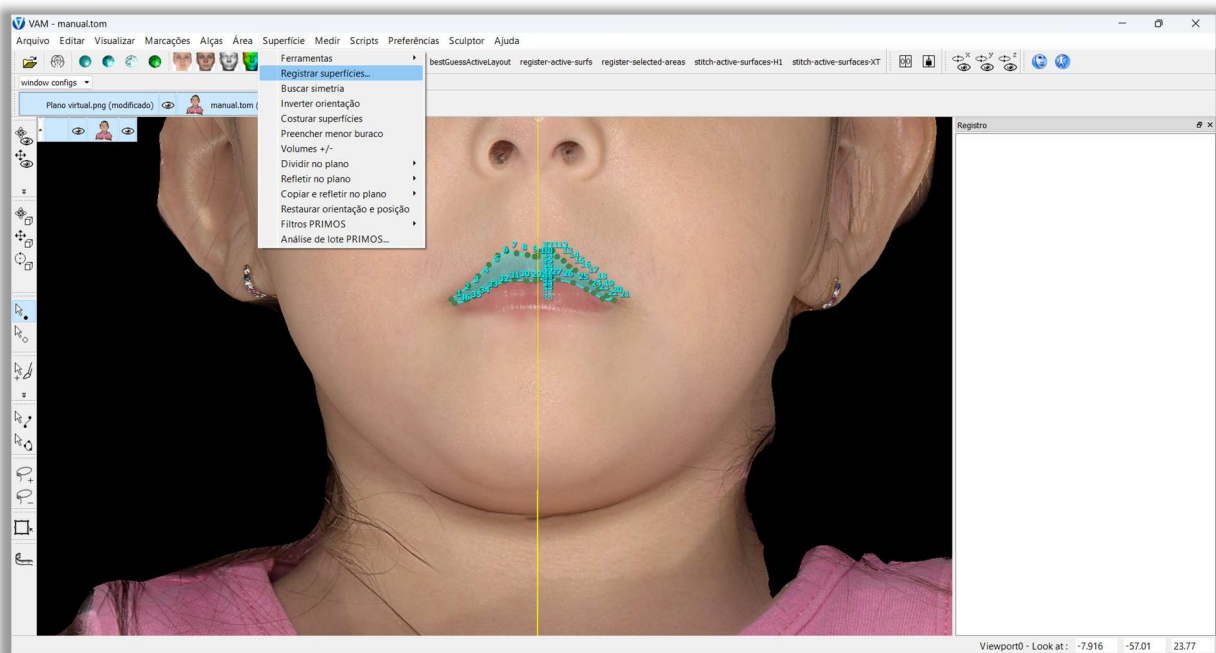 VAM - manual.tom
Arquivo Editar Visualizar Marcações Alças Área Superfície Medir Scripts Preferências Sculptor Ajuda
bestGuessActiveLayout register-active-surfs register-selected-areas stitch-active-surfaces-H1 stitch-active-surfaces-XT
x y z
window configs
Plano virtual.png (modificado) manual.tom (
Registro
Ferramentas
Registrar superfícies...
Buscar simetria
Inverter orientação
Costurar superfícies
Preencher menor buraco
Volumes +/-
Dividir no plano
Refletir no plano
Copiar e refletir no plano
Restaurar orientação e posição
Filtros PRIMOS
Análise de lote PRIMOS...
7 8
Viewport0 - Look at : -7.916 -57.01 23.77